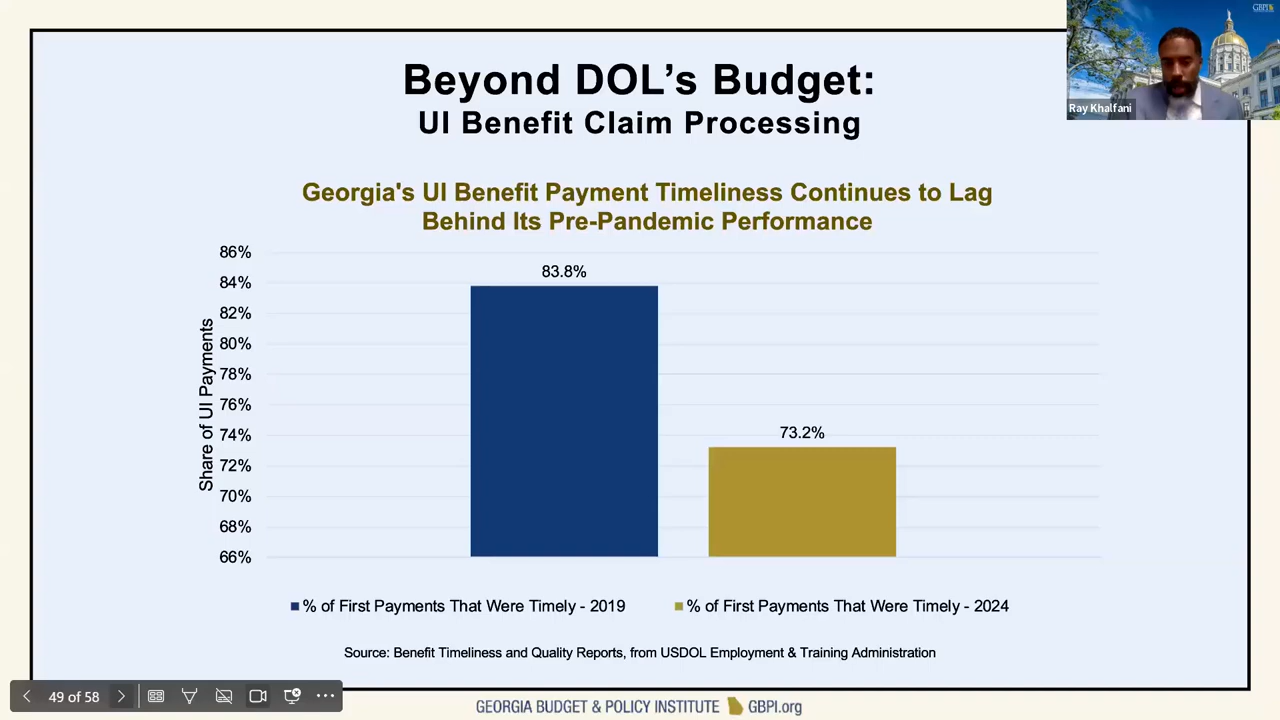 GBPI
Ray Khalfani
Beyond DOL's Budget:
UI Benefit Claim Processing
Georgia's UI Benefit Payment Timeliness Continues to Lag
Behind Its Pre-Pandemic Performance
Share of UI Payments
86%
84%
82%
80%
78%
76%
74%
72%
70%
68%
66%
83.8%
73.2%
% of First Payments That Were Timely - 2019
% of First Payments That Were Timely - 2024
Source: Benefit Timeliness and Quality Reports, from USDOL Employment & Training Administration
49 of 58
GEORGIA BUDGET & POLICY INSTITUTE GBPI.org